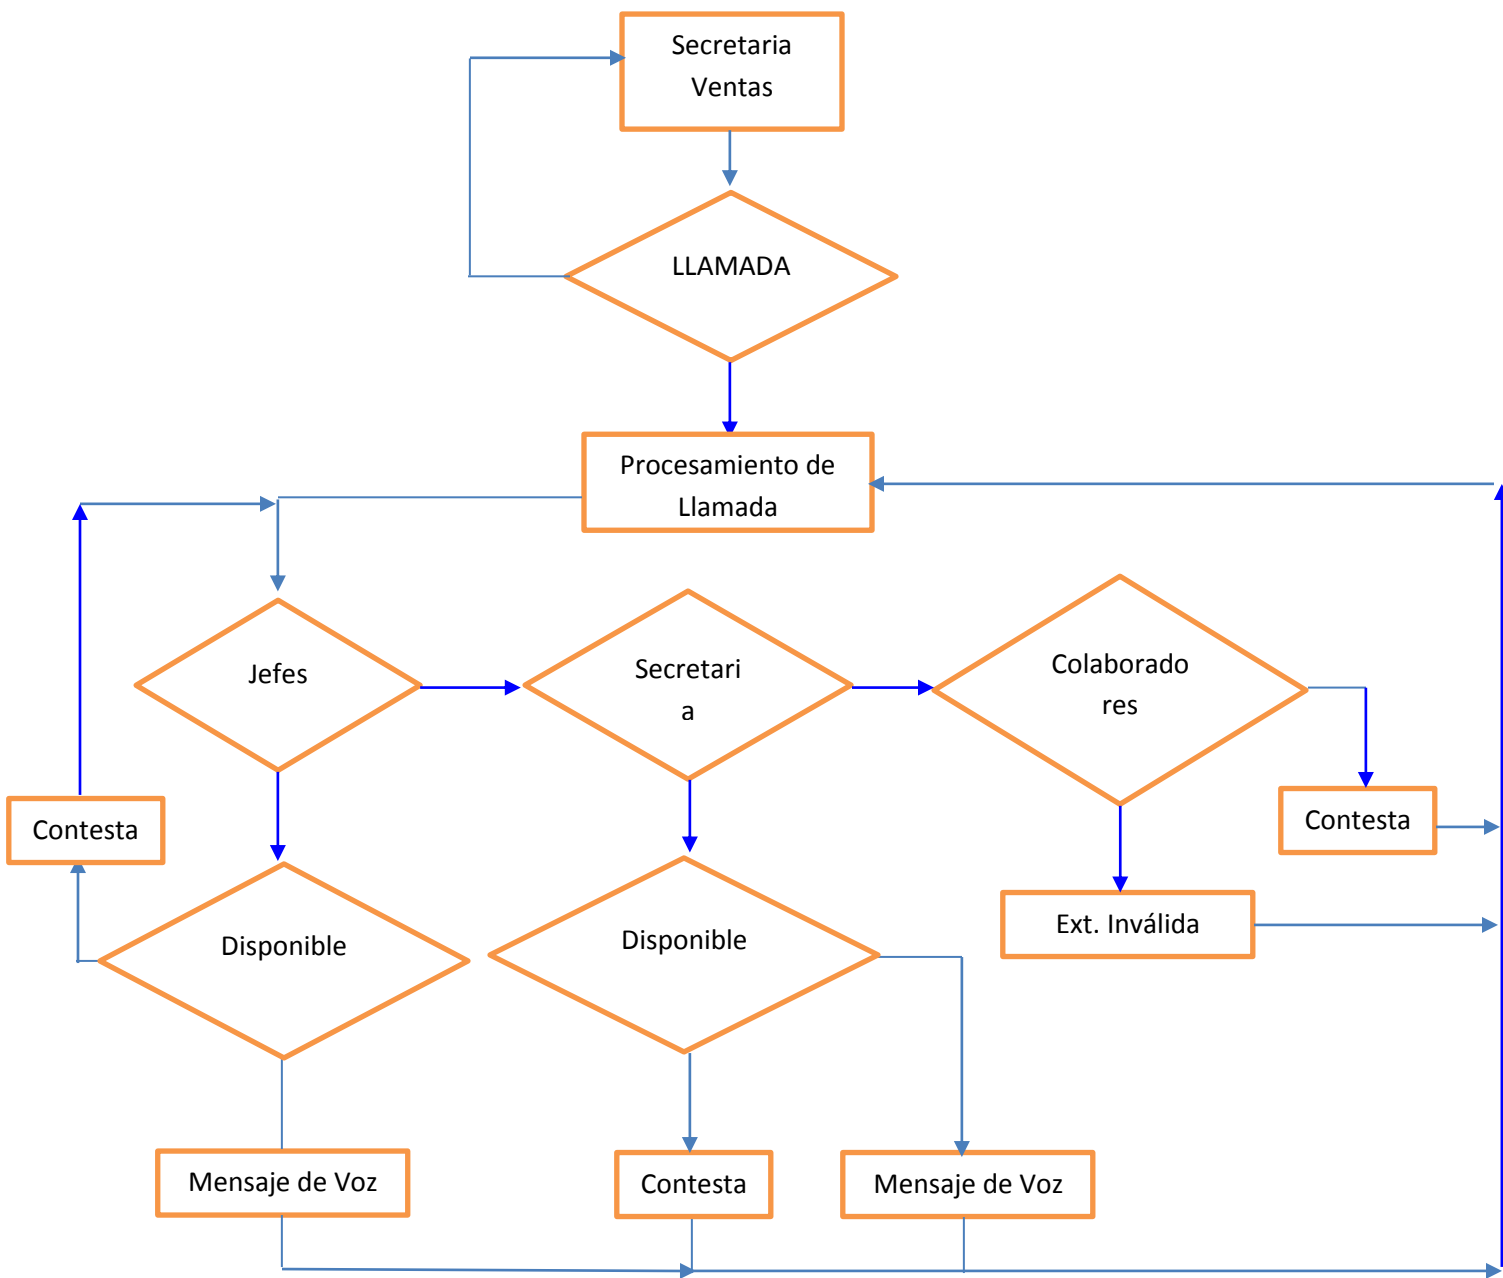 Secretaria
Ventas
LLAMADA
Procesamiento de
Llamada
Jefes
Secretari
a
Colaborado
res
Contesta
Contesta
Ext. Inválida
Disponible
Disponible
Mensaje de Voz
Contesta
Mensaje de Voz